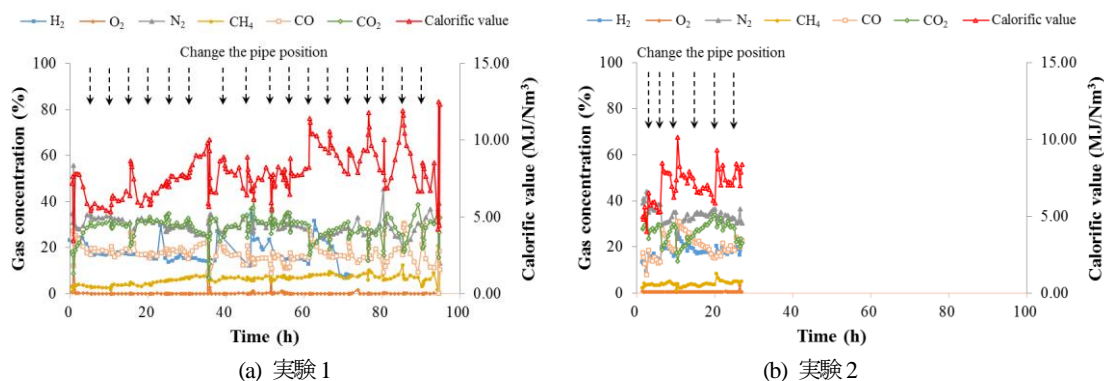 H₂ O₂ N₂ CH₄ CO CO₂ Calorific value
Change the pipe position
100
80
60
40
20
0
Gas concentration (%)
15.00
10.00
5.00
0.00
Calorific value (MJ/Nm³)
0 20 40 60 80 100
Time (h)
(a) 実験1
H₂ O₂ N₂ CH₄ CO CO₂ Calorific value
Change the pipe position
100
80
60
40
20
0
Gas concentration (%)
15.00
10.00
5.00
0.00
Calorific value (MJ/Nm³)
0 20 40 60 80 100
Time (h)
(b) 実験2